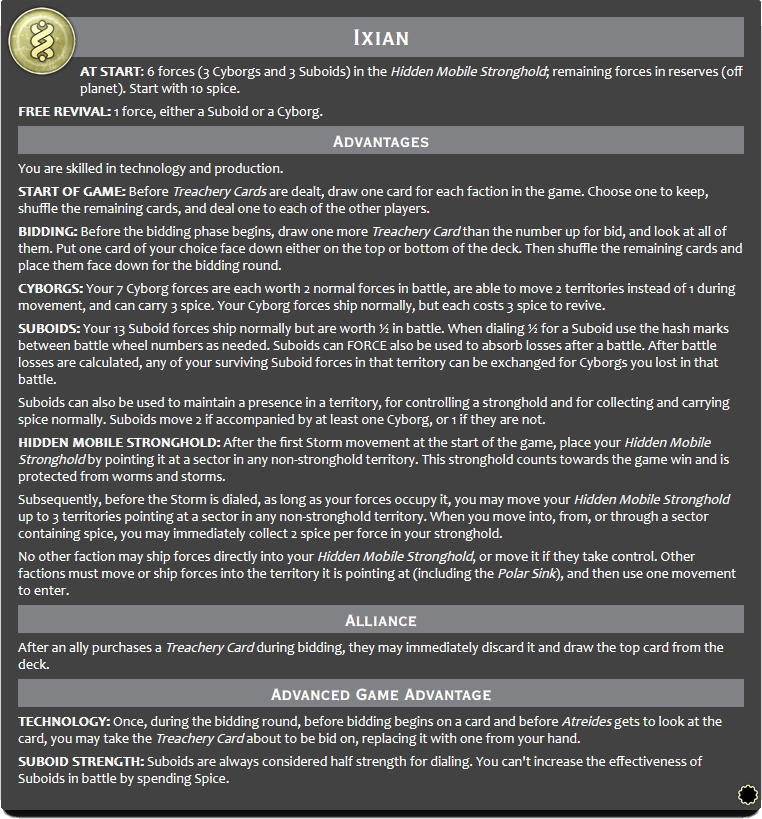 Ixian
AT START: 6 forces (3 Cyborgs and 3 Suboids) in the Hidden Mobile Stronghold; remaining forces in reserves (off
planet). Start with 10 spice.
FREE REVIVAL: 1 force, either a Suboid or a Cyborg.
Advantages
You are skilled in technology and production.
START OF GAME: Before Treachery Cards are dealt, draw one card for each faction in the game. Choose one to keep,
shuffle the remaining cards, and deal one to each of the other players.
BIDDING: Before the bidding phase begins, draw one more Treachery Card than the number up for bid, and look at all of
them. Put one card of your choice face down either on the top or bottom of the deck. Then shuffle the remaining cards and
place them face down for the bidding round.
CYBORGS: Your 7 Cyborg forces are each worth 2 normal forces in battle, are able to move 2 territories instead of 1 during
movement, and can carry 3 spice. Your Cyborg forces ship normally, but each costs 3 spice to revive.
SUBOIDS: Your 13 Suboid forces ship normally but are worth ½ in battle. When dialing ½ for a Suboid use the hash marks
between battle wheel numbers as needed. Suboids can FORCE also be used to absorb losses after a battle. After battle
losses are calculated, any of your surviving Suboid forces in that territory can be exchanged for Cyborgs you lost in that
battle.
Suboids can also be used to maintain a presence in a territory, for controlling a stronghold and for collecting and carrying
spice normally. Suboids move 2 if accompanied by at least one Cyborg, or 1 if they are not.
HIDDEN MOBILE STRONGHOLD: After the first Storm movement at the start of the game, place your Hidden Mobile
Stronghold by pointing it at a sector in any non-stronghold territory. This stronghold counts towards the game win and is
protected from worms and storms.
Subsequently, before the Storm is dialed, as long as your forces occupy it, you may move your Hidden Mobile Stronghold
up to 3 territories pointing at a sector in any non-stronghold territory. When you move into, from, or through a sector
containing spice, you may immediately collect 2 spice per force in your stronghold.
No other faction may ship forces directly into your Hidden Mobile Stronghold, or move it if they take control. Other
factions must move or ship forces into the territory it is pointing at (including the Polar Sink), and then use one movement
to enter.
Alliance
After an ally purchases a Treachery Card during bidding, they may immediately discard it and draw the top card from the
deck.
Advanced Game Advantage
TECHNOLOGY: Once, during the bidding round, before bidding begins on a card and before Atreides gets to look at the
card, you may take the Treachery Card about to be bid on, replacing it with one from your hand.
SUBOID STRENGTH: Suboids are always considered half strength for dialing. You can't increase the effectiveness of
Suboids in battle by spending Spice.